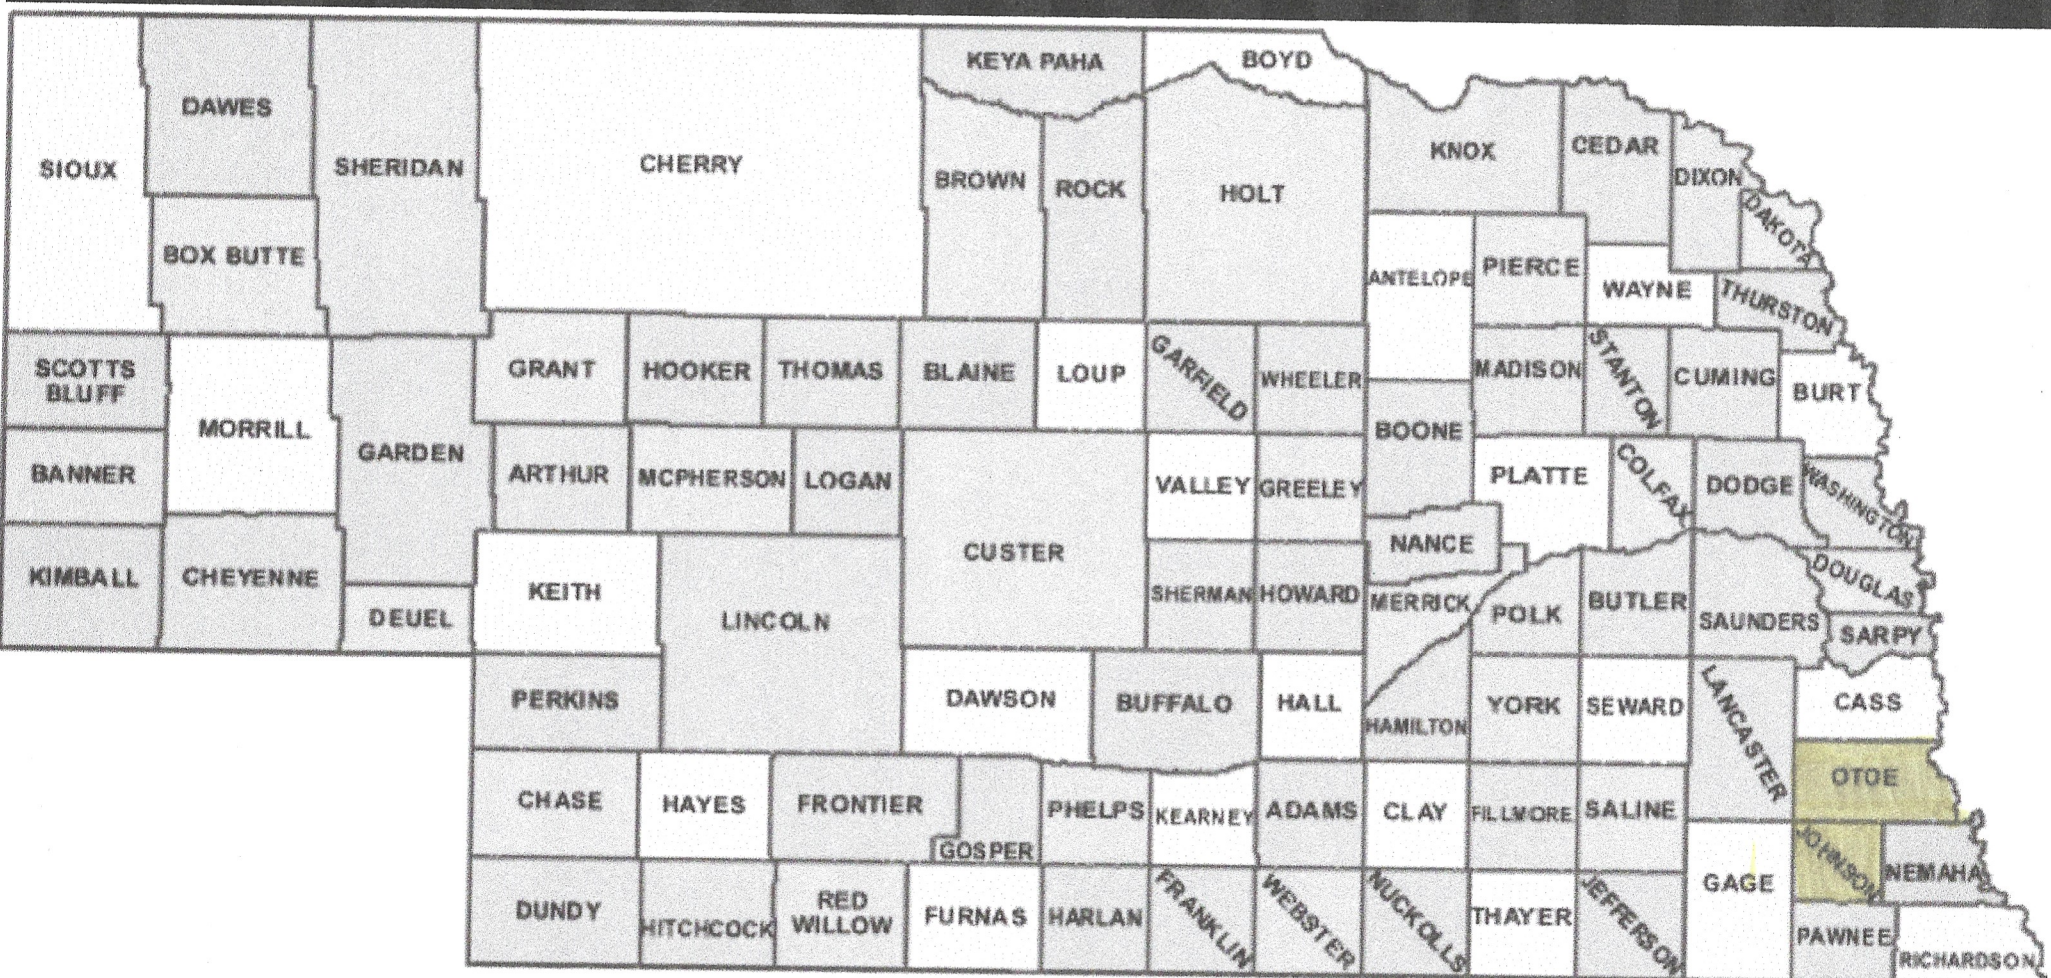 KEYA PAHA
BOYD
DAWES
SIOUX
SHERIDAN
CHERRY
BROWN
ROCK
HOLT
KNOX
CEDAR
DIXON
DAKOTA
BOX BUTTE
ANTELOPE
PIERCE
WAYNE
THURSTON
SCOTTS
BLUFF
MORRILL
GARDEN
GRANT
HOOKER
THOMAS
BLAINE
LOUP
GARFIELD
WHEELER
BOONE
MADISON
STANTON
CUMING
BURT
BANNER
ARTHUR
MCPHERSON
LOGAN
CUSTER
VALLEY
GREELEY
PLATTE
COLFAX
DODGE
WASHINGTON
NANCE
KIMBALL
CHEYENNE
DEUEL
KEITH
LINCOLN
SHERMAN
HOWARD
MERRICK
POLK
BUTLER
SAUNDERS
DOUGLAS
SARPY
PERKINS
DAWSON
BUFFALO
HALL
HAMILTON
YORK
SEWARD
LANCASTER
CASS
OTOE
CHASE
HAYES
FRONTIER
GOSPER
PHELPS
KEARNEY
ADAMS
CLAY
FILLMORE
SALINE
GAGE
JOHNSON
NEMAHA
DUNDY
HITCHCOCK
RED
WILLOW
FURNAS
HARLAN
FRANKLIN
WEBSTER
NUCKOLLS
THAYER
JEFFERSON
PAWNEE
RICHARDSON